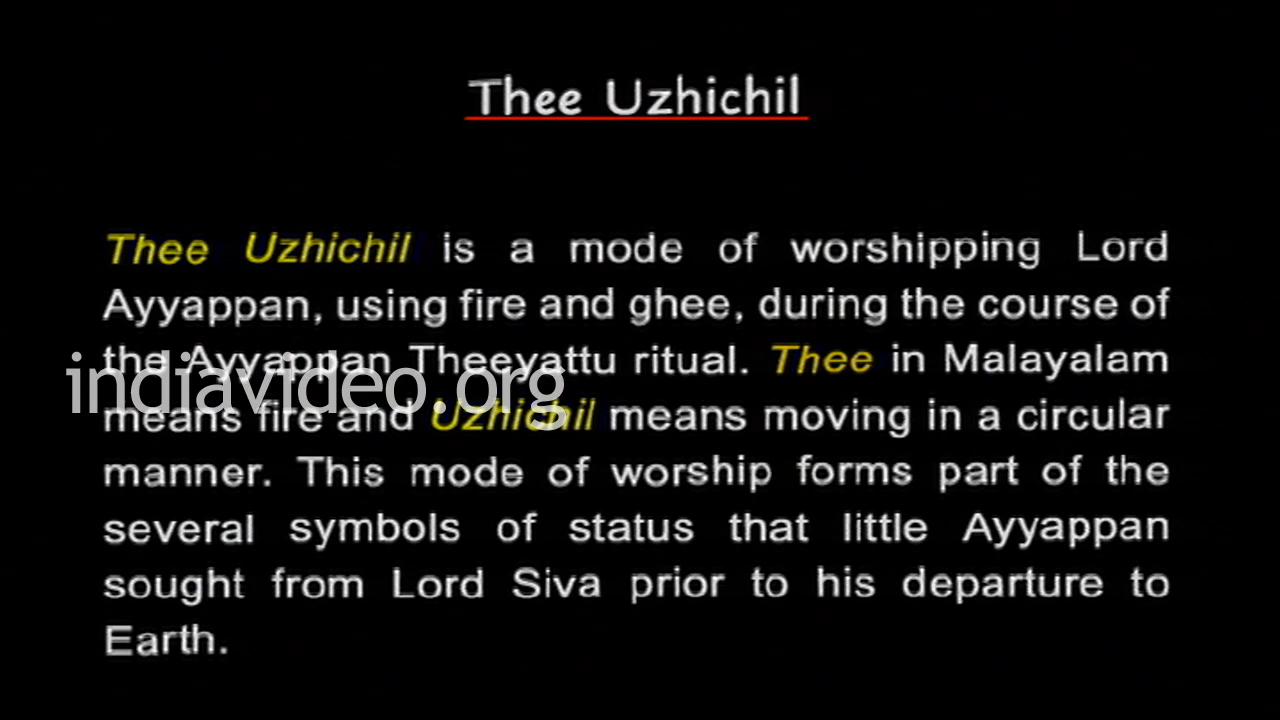 Thee Uzhichil
Thee Uzhichil is a mode of worshipping Lord
Ayyappan, using fire and ghee, during the course of
the Ayyappan Theeyattu ritual. Thee in Malayalam
indiavideo.org
means fire and Uzhichil means moving in a circular
manner. This mode of worship forms part of the
several symbols of status that little Ayyappan
sought from Lord Siva prior to his departure to
Earth.